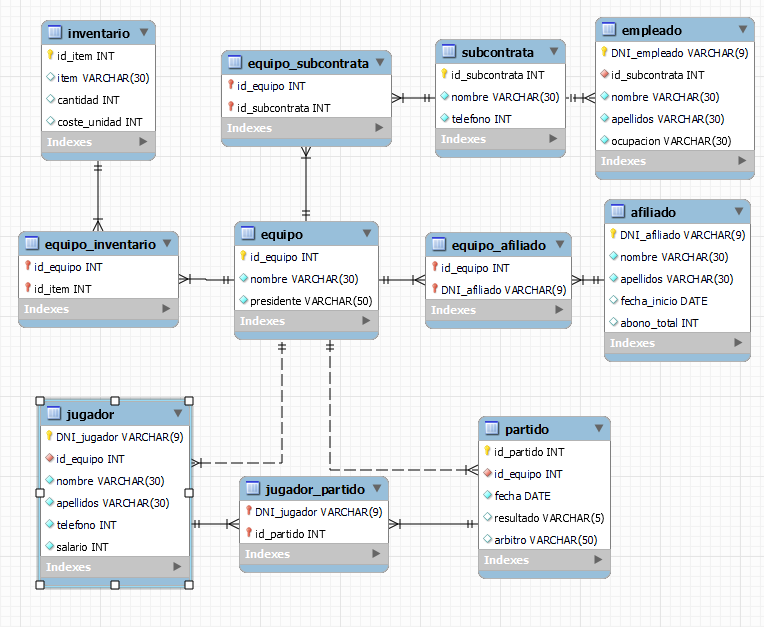 inventario
id_item INT
item VARCHAR(30)
cantidad INT
coste_unidad INT
Indexes
equipo_subcontrata
id_equipo INT
id_subcontrata INT
Indexes
subcontrata
id_subcontrata INT
nombre VARCHAR(30)
telefono INT
Indexes
empleado
DNI_empleado VARCHAR(9)
id_subcontrata INT
nombre VARCHAR(30)
apellidos VARCHAR(30)
ocupacion VARCHAR(30)
Indexes
equipo_inventario
id_equipo INT
id_item INT
Indexes
equipo
id_equipo INT
nombre VARCHAR(30)
presidente VARCHAR(50)
Indexes
equipo_afiliado
id_equipo INT
DNI_afiliado VARCHAR(9)
Indexes
afiliado
DNI_afiliado VARCHAR(9)
nombre VARCHAR(30)
apellidos VARCHAR(30)
fecha_inicio DATE
abono_total INT
Indexes
jugador
DNI_jugador VARCHAR(9)
id_equipo INT
nombre VARCHAR(30)
apellidos VARCHAR(30)
telefono INT
salario INT
Indexes
jugador_partido
DNI_jugador VARCHAR(9)
id_partido INT
Indexes
partido
id_partido INT
id_equipo INT
fecha DATE
resultado VARCHAR(5)
arbitro VARCHAR(50)
Indexes